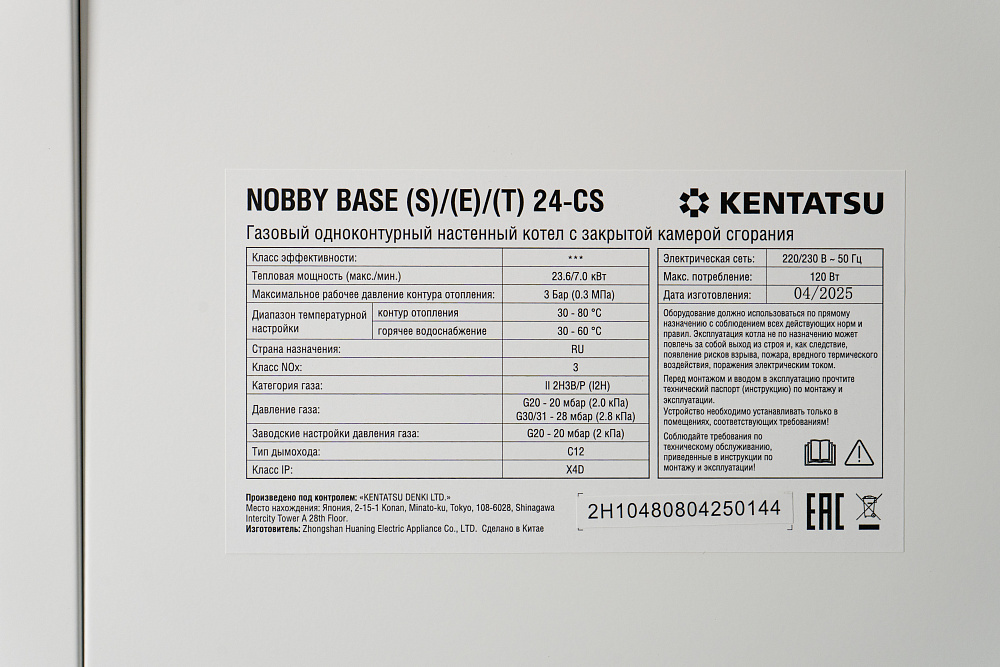 NOBBY BASE (S)/(E)/(T) 24-CS
KENTATSU
Газовый одноконтурный настенный котел с закрытой камерой сгорания
Класс эффективности: ***
Тепловая мощность (макс./мин.) 23.6/7.0 кВт
Максимальное рабочее давление контура отопления: 3 Бар (0.3 МПа)
Диапазон температурной настройки
контур отопления 30 - 80 °C
горячее водоснабжение 30 - 60 °C
Страна назначения: RU
Класс NOx: 3
Категория газа: II 2H3B/P (I2H)
Давление газа: G20 - 20 мбар (2.0 кПа)
G30/31 - 28 мбар (2.8 кПа)
Заводские настройки давления газа: G20 - 20 мбар (2 кПа)
Тип дымохода: C12
Класс IP: X4D
Электрическая сеть: 220/230 В ~ 50 Гц
Макс. потребление: 120 Вт
Дата изготовления: 04/2025
Оборудование должно использоваться по прямому
назначению с соблюдением всех действующих норм и
правил. Эксплуатация котла не по назначению может
повлечь за собой выход из строя и, как следствие,
появление рисков взрыва, пожара, вредного термического
воздействия, поражения электрическим током.
Перед монтажом и вводом в эксплуатацию прочтите
технический паспорт (инструкцию) по монтажу и
эксплуатации.
Устройство необходимо устанавливать только в
помещениях, соответствующих требованиям!
Соблюдайте требования по
техническому обслуживанию,
приведенные в инструкции по
монтажу и эксплуатации!
Произведено под контролем: «KENTATSU DENKI LTD.»
Место нахождения: Япония, 2-15-1 Konan, Minato-ku, Tokyo, 108-6028, Shinagawa
Intercity Tower A 28th Floor.
Изготовитель: Zhongshan Huaning Electric Appliance Co., LTD. Сделано в Китае
2H10480804250144
EAC